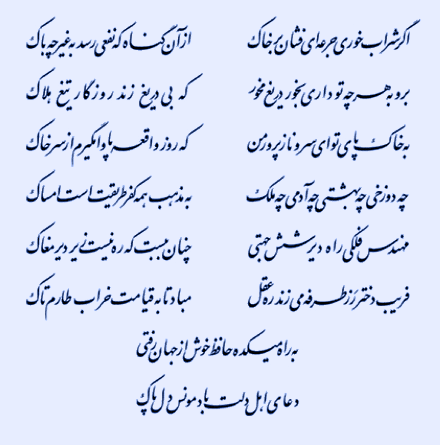 اگر شراب خوری جرعه‌ای فشان بر خاک از آن گناه که نفعی رسد به غیر چه باک
برو به هر چه تو داری بخور دریغ مخور که بی دریغ زند روزگار تیغ هلاک
به خاک پای تو ای سرو نازپرور من که روز واقعه پا وامگیرم از سر خاک
چه دوزخی چه بهشتی چه آدمی چه ملک به مذهب همه کفر طریقت است امساک
مهندس فلکی راه دیر شش جهتی چنان ببست که ره نیست زیر دیر مغاک
فریب دختر رز طرفه می‌زند ره عقل مباد تا به قیامت خراب طارم تاک
به راه میکده حافظ خوش از جهان رفتی
دعای اهل دلت باد مونس دل پاک